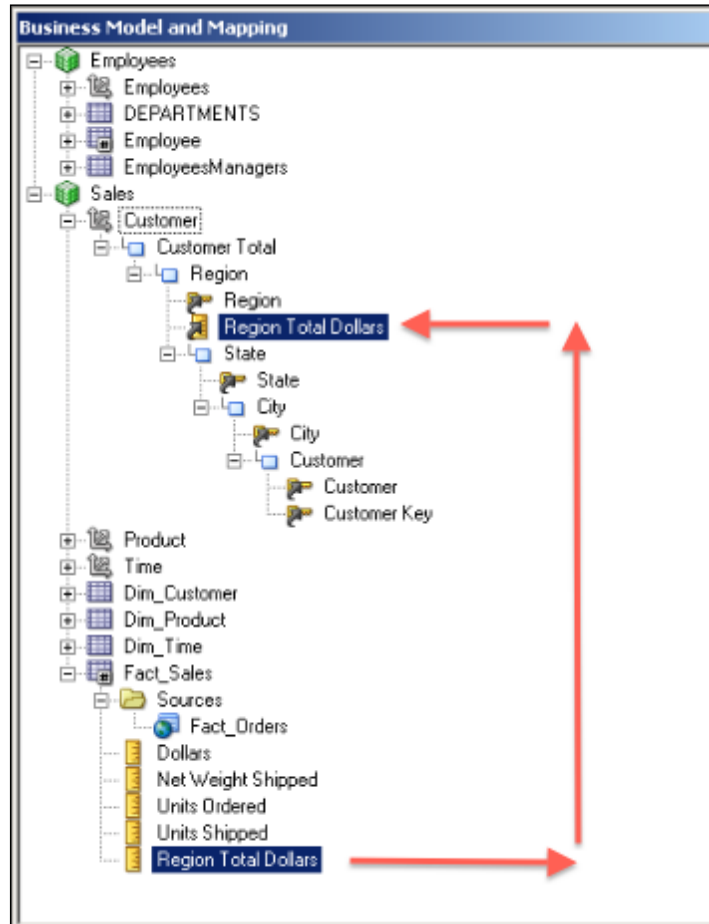 Business Model and Mapping
Employees
Employees
DEPARTMENTS
Employee
EmployeesManagers
Sales
Customer
Customer Total
Region
Region
Region Total Dollars
State
State
City
City
Customer
Customer
Customer Key
Product
Time
Dim_Customer
Dim_Product
Dim_Time
Fact_Sales
Sources
Fact_Orders
Dollars
Net Weight Shipped
Units Ordered
Units Shipped
Region Total Dollars